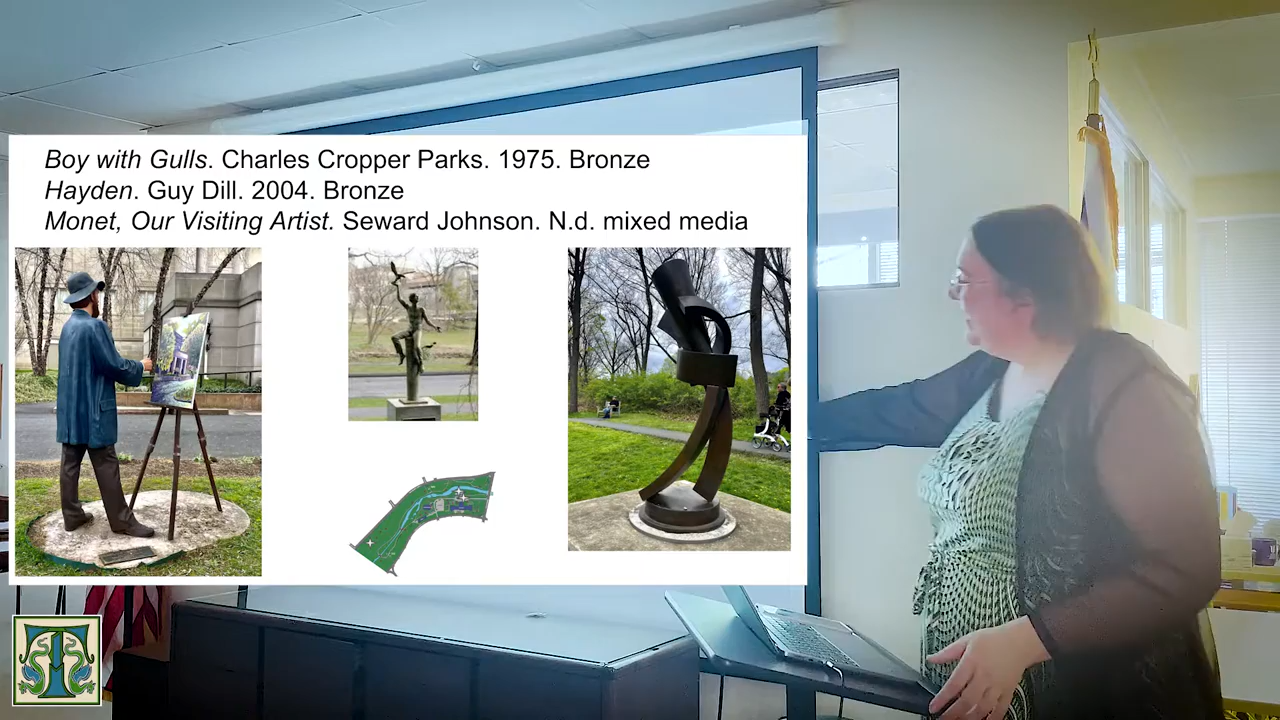 Boy with Gulls. Charles Cropper Parks. 1975. Bronze
Hayden. Guy Dill. 2004. Bronze
Monet, Our Visiting Artist. Seward Johnson. N.d. mixed media
T